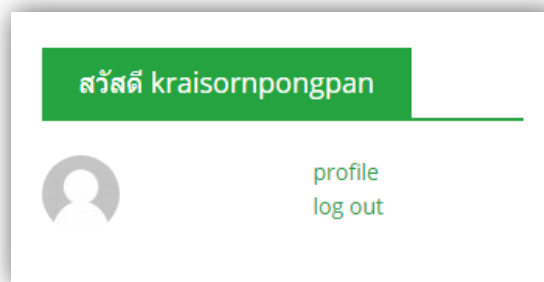 สวัสดี kraisornpongpan
profile
log out